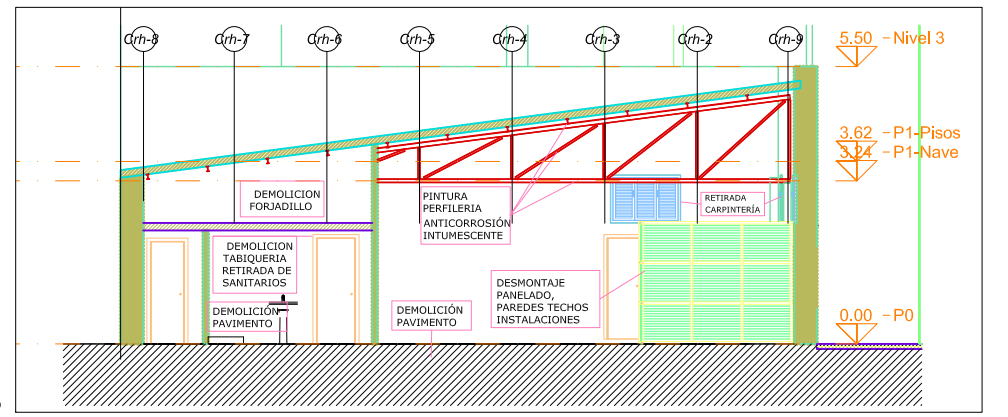 Crh-8 Crh-7 Crh-6 Crh-5 Crh-4 Crh-3 Crh-2 Crh-9
5.50 - Nivel 3
3.62 - P1-Pisos
3.24 - P1-Nave
DEMOLICION
FORJADILLO
PINTURA
PERFILERIA
ANTICORROSIÓN
INTUMESCENTE
RETIRADA
CARPINTERÍA
DEMOLICION
TABIQUERIA
RETIRADA DE
SANITARIOS
DESMONTAJE
PANELADO,
PAREDES TECHOS
INSTALACIONES
DEMOLICIÓN
PAVIMENTO
DEMOLICIÓN
PAVIMENTO
0.00 - P0